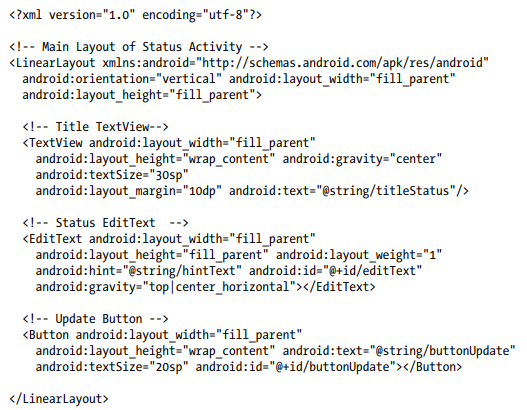 <?xml version="1.0" encoding="utf-8"?>
<!-- Main Layout of Status Activity -->
<LinearLayout xmlns:android="http://schemas.android.com/apk/res/android"
android:orientation="vertical" android:layout_width="fill_parent"
android:layout_height="fill_parent">
<!-- Title TextView-->
<TextView android:layout_width="fill_parent"
android:layout_height="wrap_content" android:gravity="center"
android:textSize="30sp"
android:layout_margin="10dp" android:text="@string/titleStatus"/>
<!-- Status EditText  -->
<EditText android:layout_width="fill_parent"
android:layout_height="fill_parent" android:layout_weight="1"
android:hint="@string/hintText" android:id="@+id/editText"
android:gravity="top|center_horizontal"></EditText>
<!-- Update Button -->
<Button android:layout_width="fill_parent"
android:layout_height="wrap_content" android:text="@string/buttonUpdate"
android:textSize="20sp" android:id="@+id/buttonUpdate"></Button>
</LinearLayout>